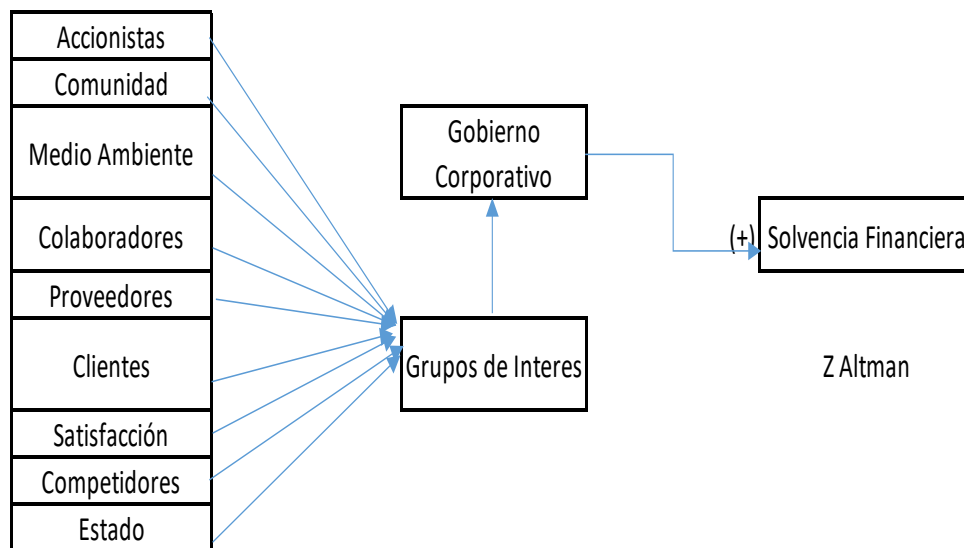 Accionistas
Comunidad
Medio Ambiente
Colaboradores
Proveedores
Clientes
Satisfacción
Competidores
Estado
Gobierno
Corporativo
Grupos de Interes
(+)
Solvencia Financiera
Z Altman